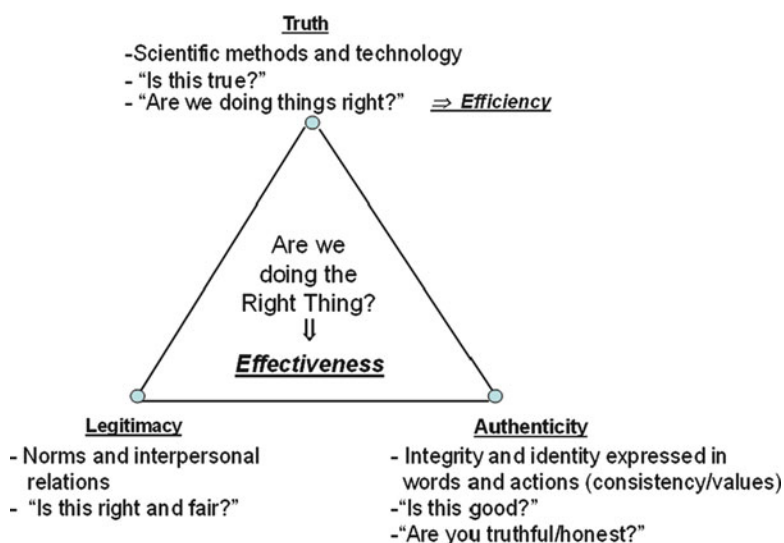 Truth
-Scientific methods and technology
- “Is this true?”
- “Are we doing things right?” ⇒ Efficiency
Are we
doing the
Right Thing?
⇓
Effectiveness
Legitimacy
- Norms and interpersonal
relations
- “Is this right and fair?”
Authenticity
- Integrity and identity expressed in
words and actions (consistency/values)
-“Is this good?”
-“Are you truthful/honest?”